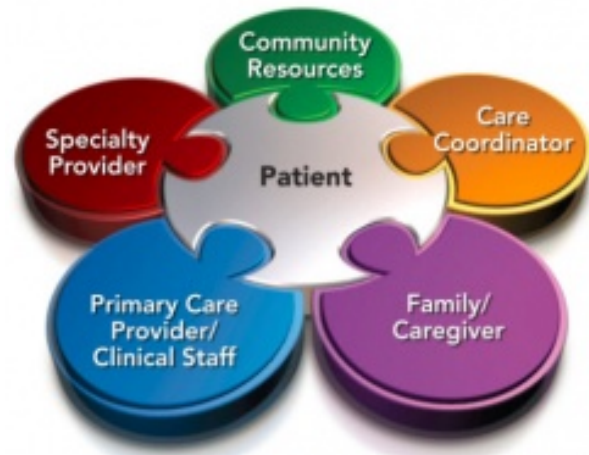 Community
Resources
Specialty
Provider
Care
Coordinator
Patient
Primary Care
Provider/
Clinical Staff
Family/
Caregiver